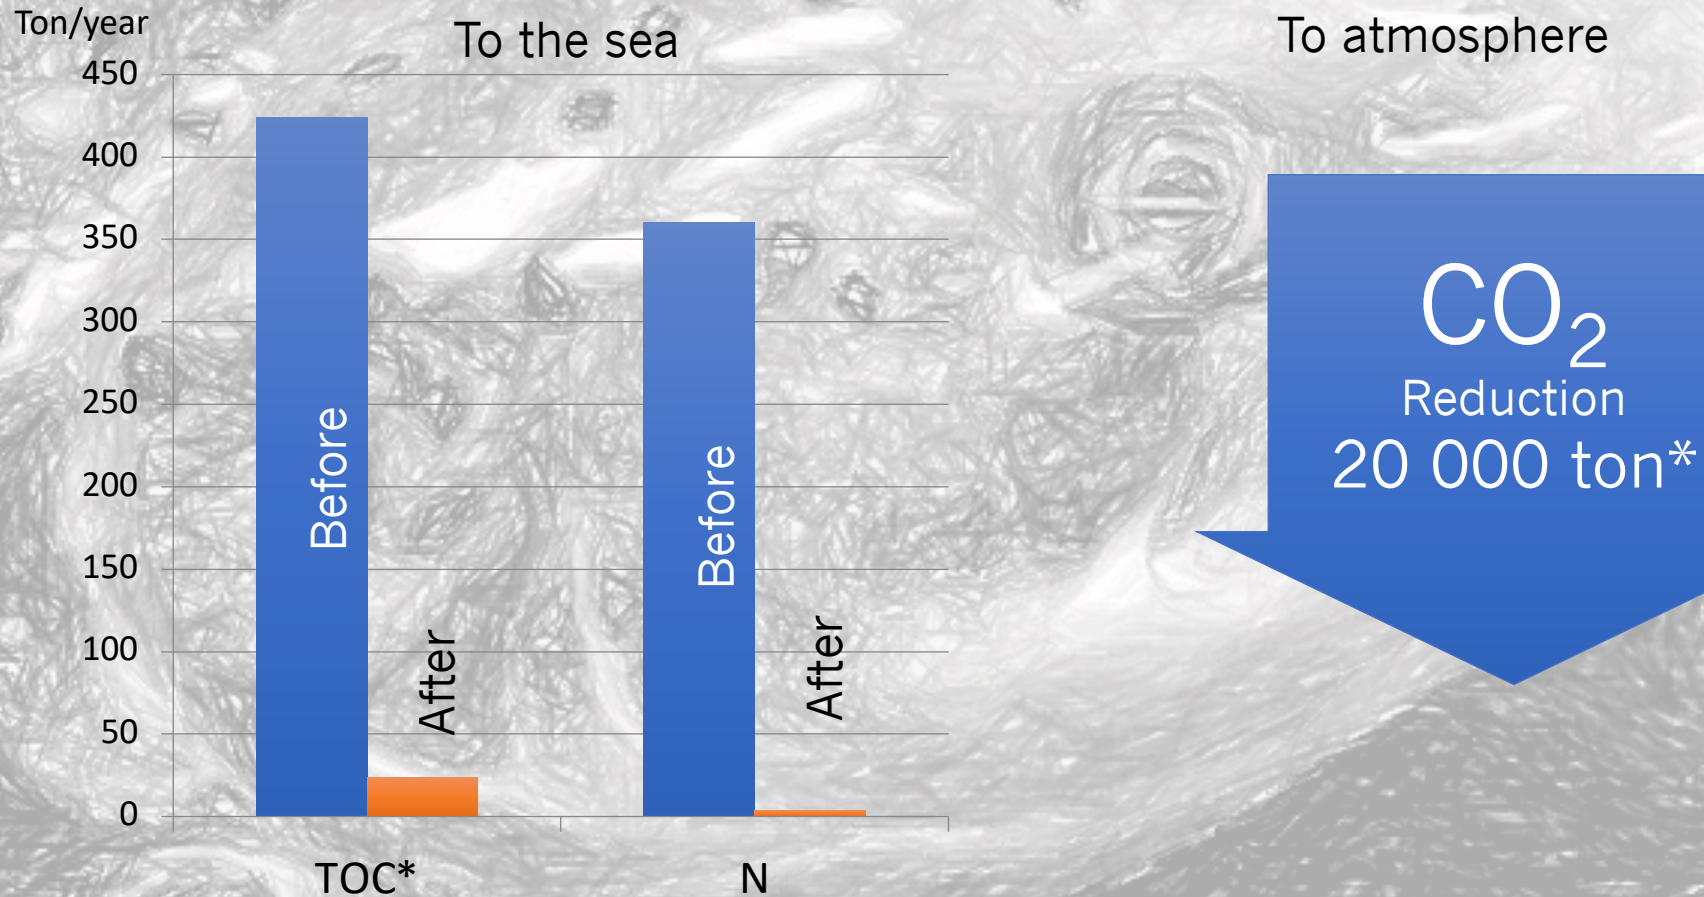 Ton/year
To the sea
To atmosphere
450
400
350
300
250
200
150
100
50
0
Before
After
Before
After
TOC*
N
CO₂
Reduction
20 000 ton*